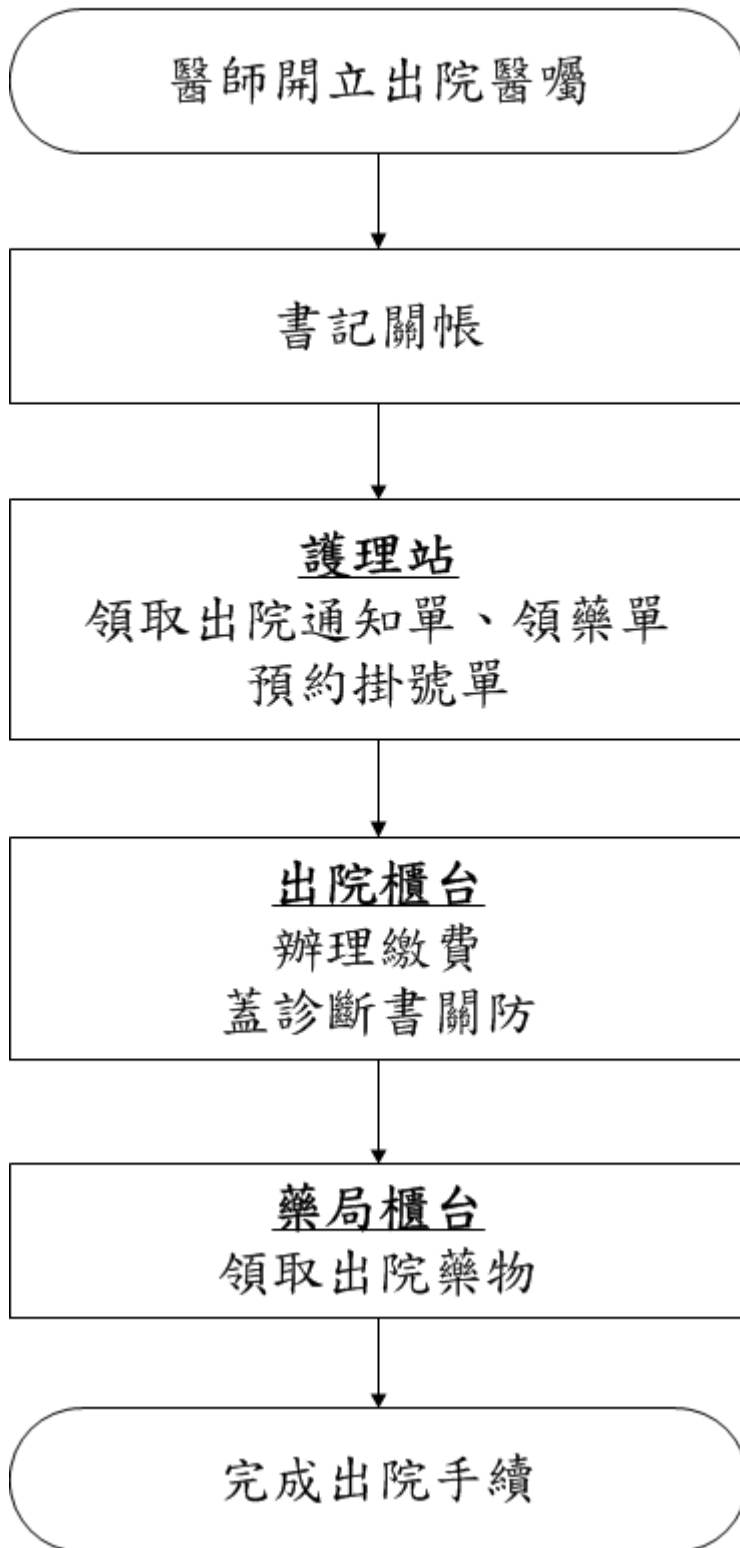 醫師開立出院醫囑
書記關帳
護理站
領取出院通知單、領藥單
預約掛號單
出院櫃台
辦理繳費
蓋診斷書關防
藥局櫃台
領取出院藥物
完成出院手續